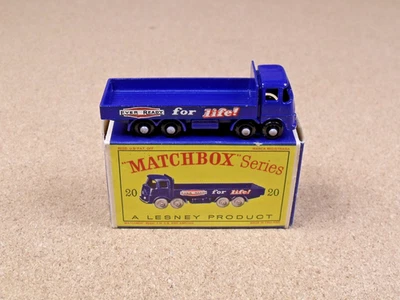 EVER READY for life!
"MATCHBOX" Series
20 20
EVER READY for life!
A LESNEY PRODUCT